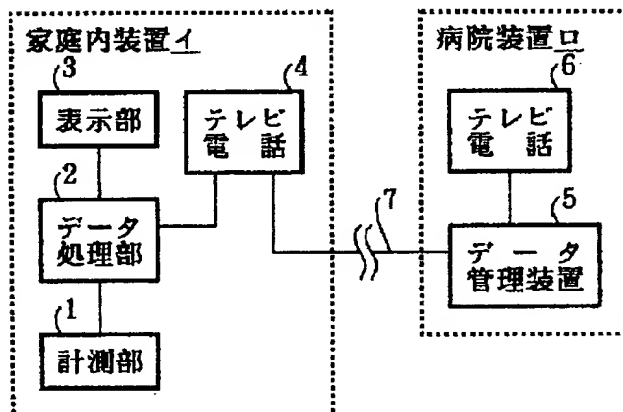 家庭内装置イ
3
表示部
2
データ
処理部
1
計測部
4
テレビ
電話
7
病院装置ロ
6
テレビ
電話
5
データ
管理装置